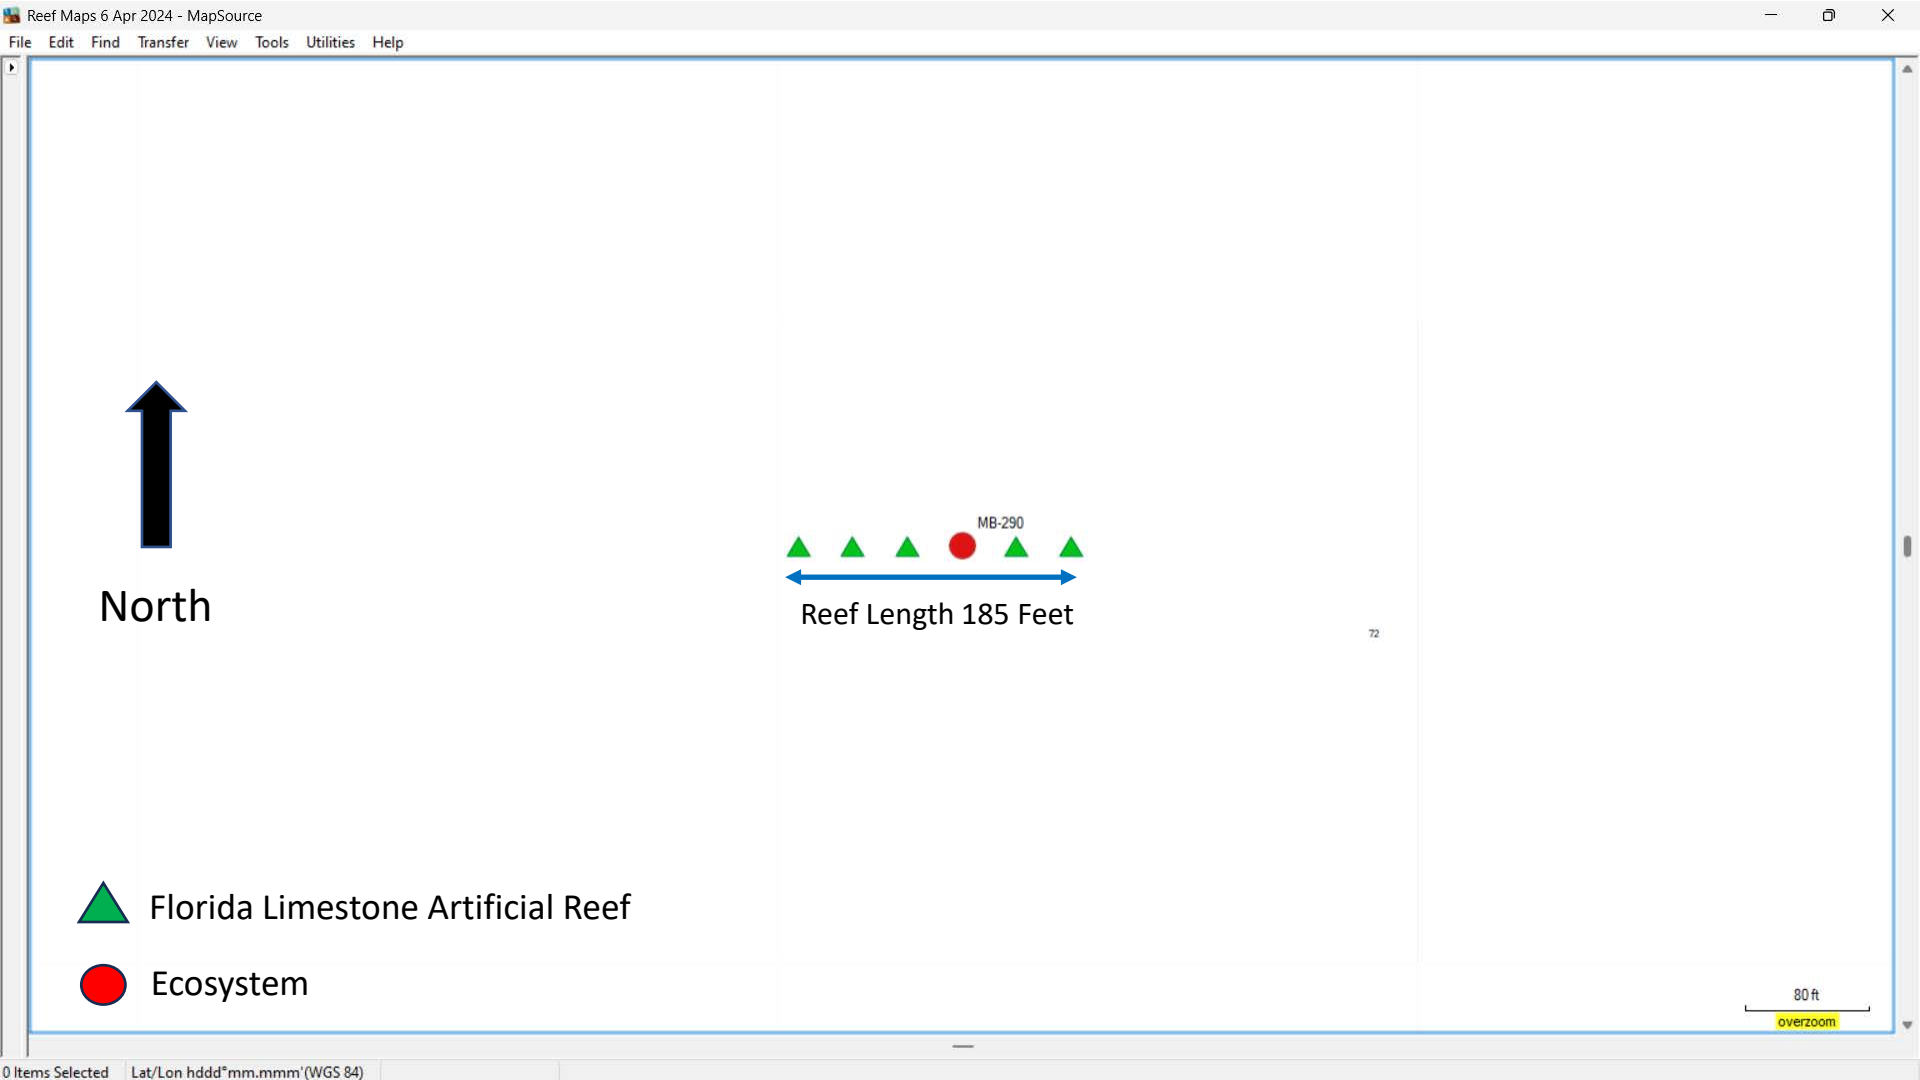 Reef Maps 6 Apr 2024 - MapSource
File Edit Find Transfer View Tools Utilities Help
MB-290
Reef Length 185 Feet
North
72
Florida Limestone Artificial Reef
Ecosystem
80 ft
overzoom
0 Items Selected Lat/Lon hddd°mm.mmm'(WGS 84)